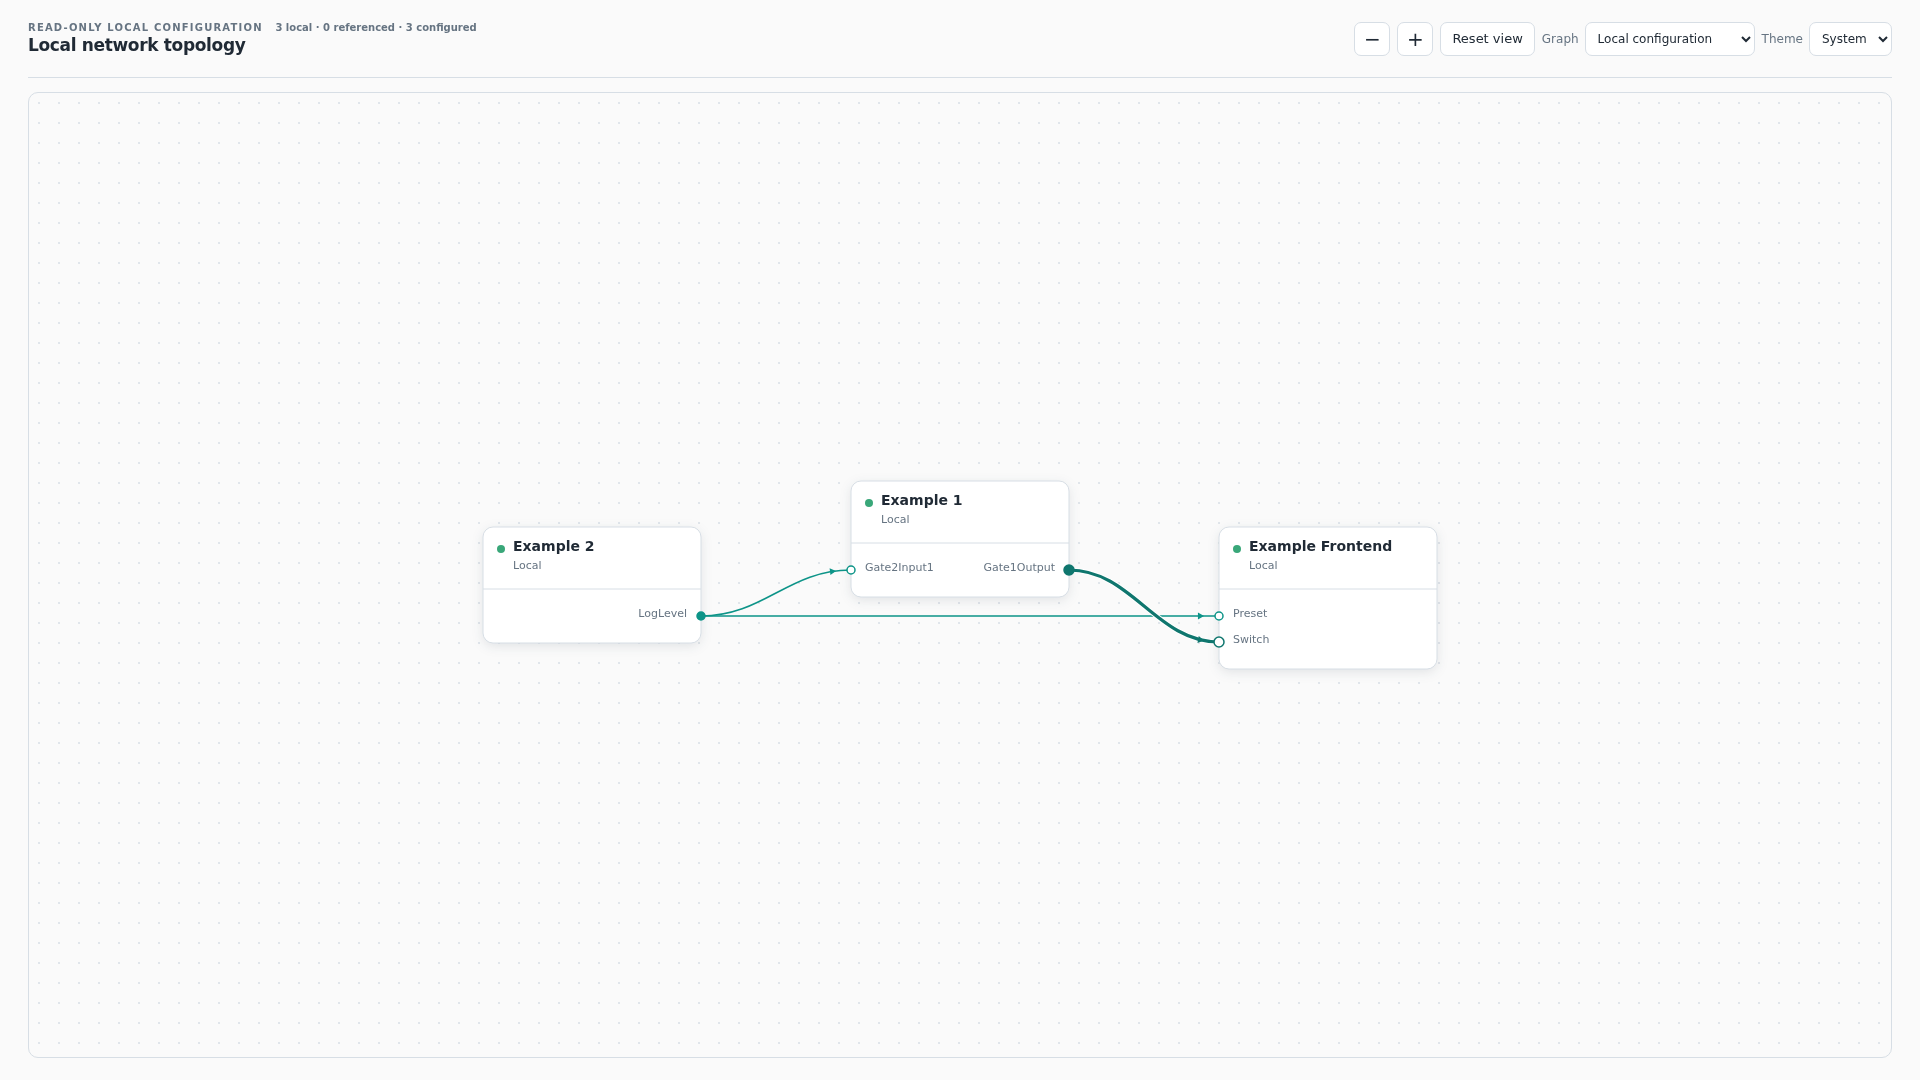 READ-ONLY LOCAL CONFIGURATION 3 local · 0 referenced · 3 configured
Local network topology
− + Reset view Graph Local configuration Theme System
Example 2
Local
LogLevel
Example 1
Local
Gate2Input1 Gate1Output
Example Frontend
Local
Preset
Switch